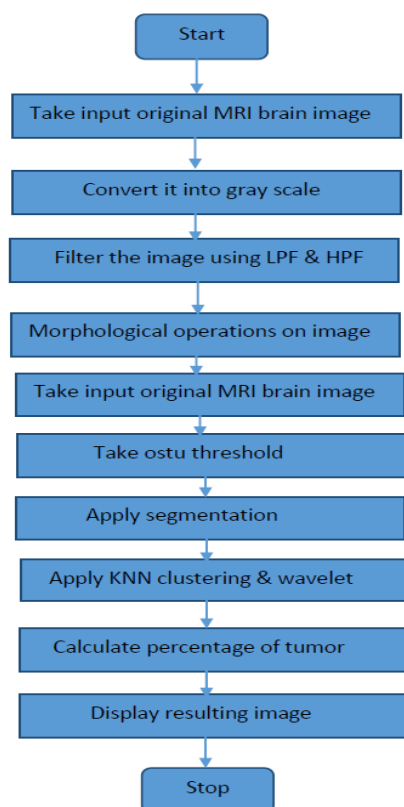 Start
Take input original MRI brain image
Convert it into gray scale
Filter the image using LPF & HPF
Morphological operations on image
Take input original MRI brain image
Take ostu threshold
Apply segmentation
Apply KNN clustering & wavelet
Calculate percentage of tumor
Display resulting image
Stop